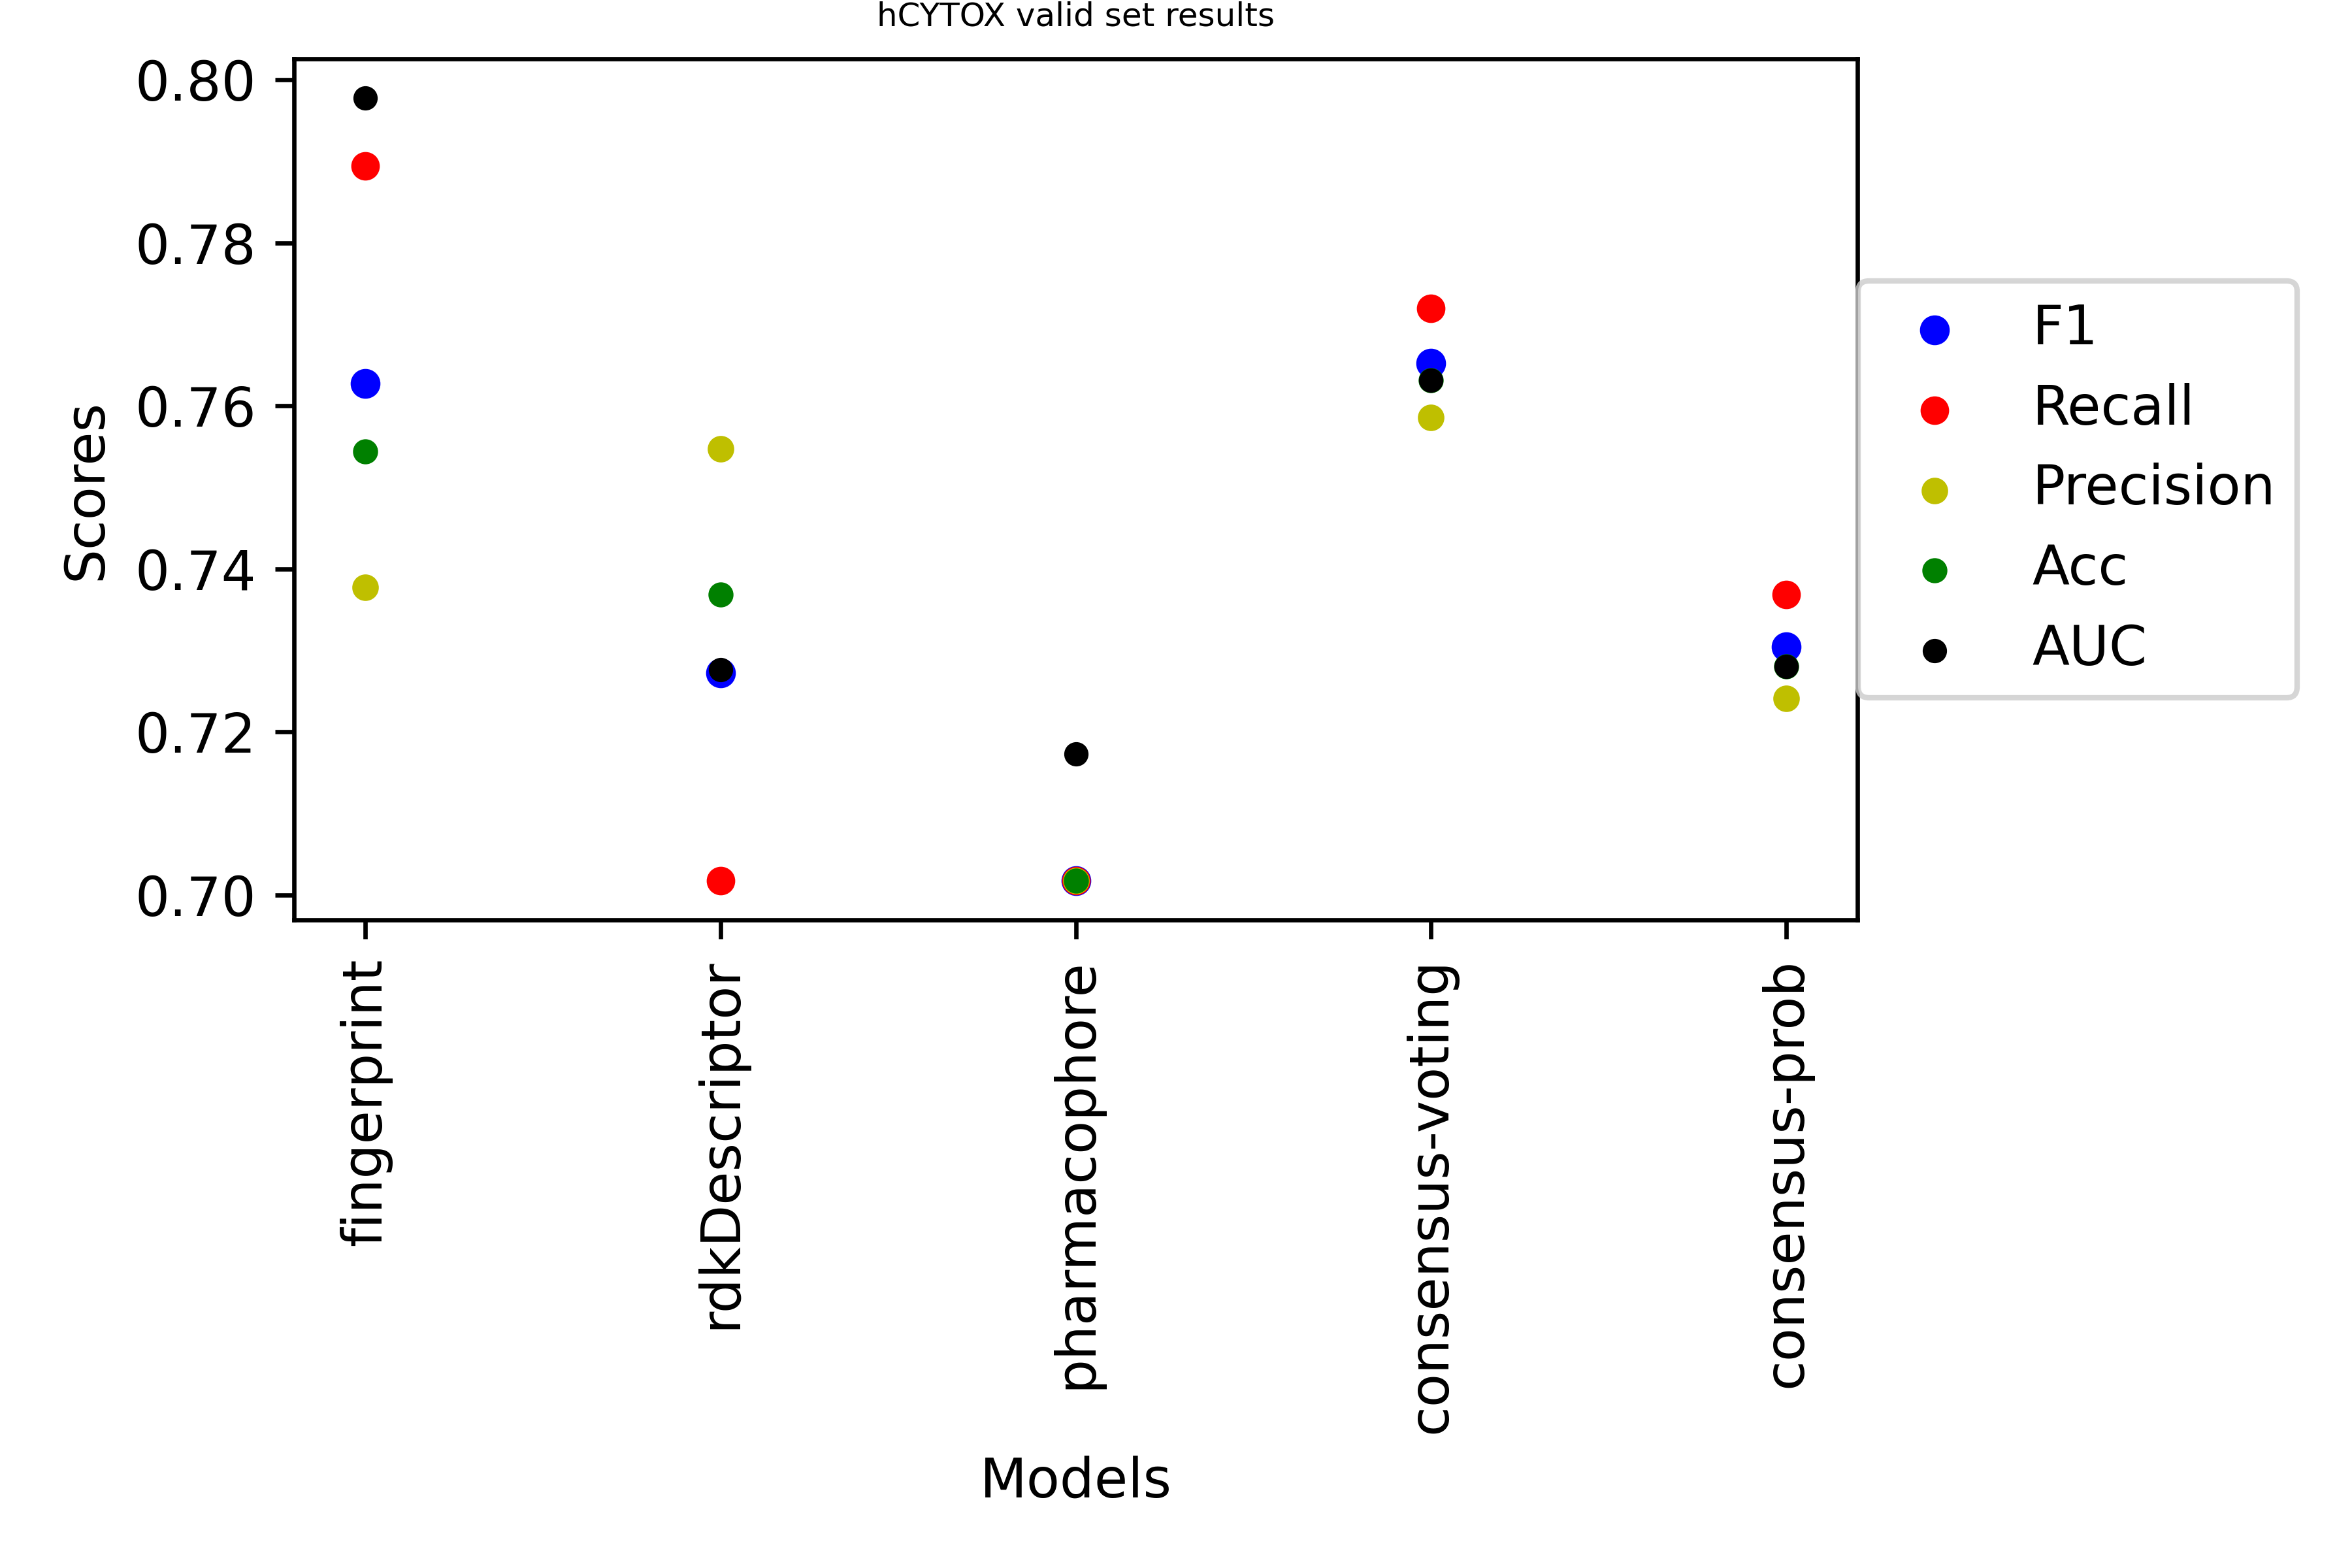 hCYTOX valid set results
0.80
0.78
0.76
0.74
0.72
0.70
Scores
F1
Recall
Precision
Acc
AUC
fingerprint
rdkDescriptor
pharmacophore
consensus-voting
consensus-prob
Models